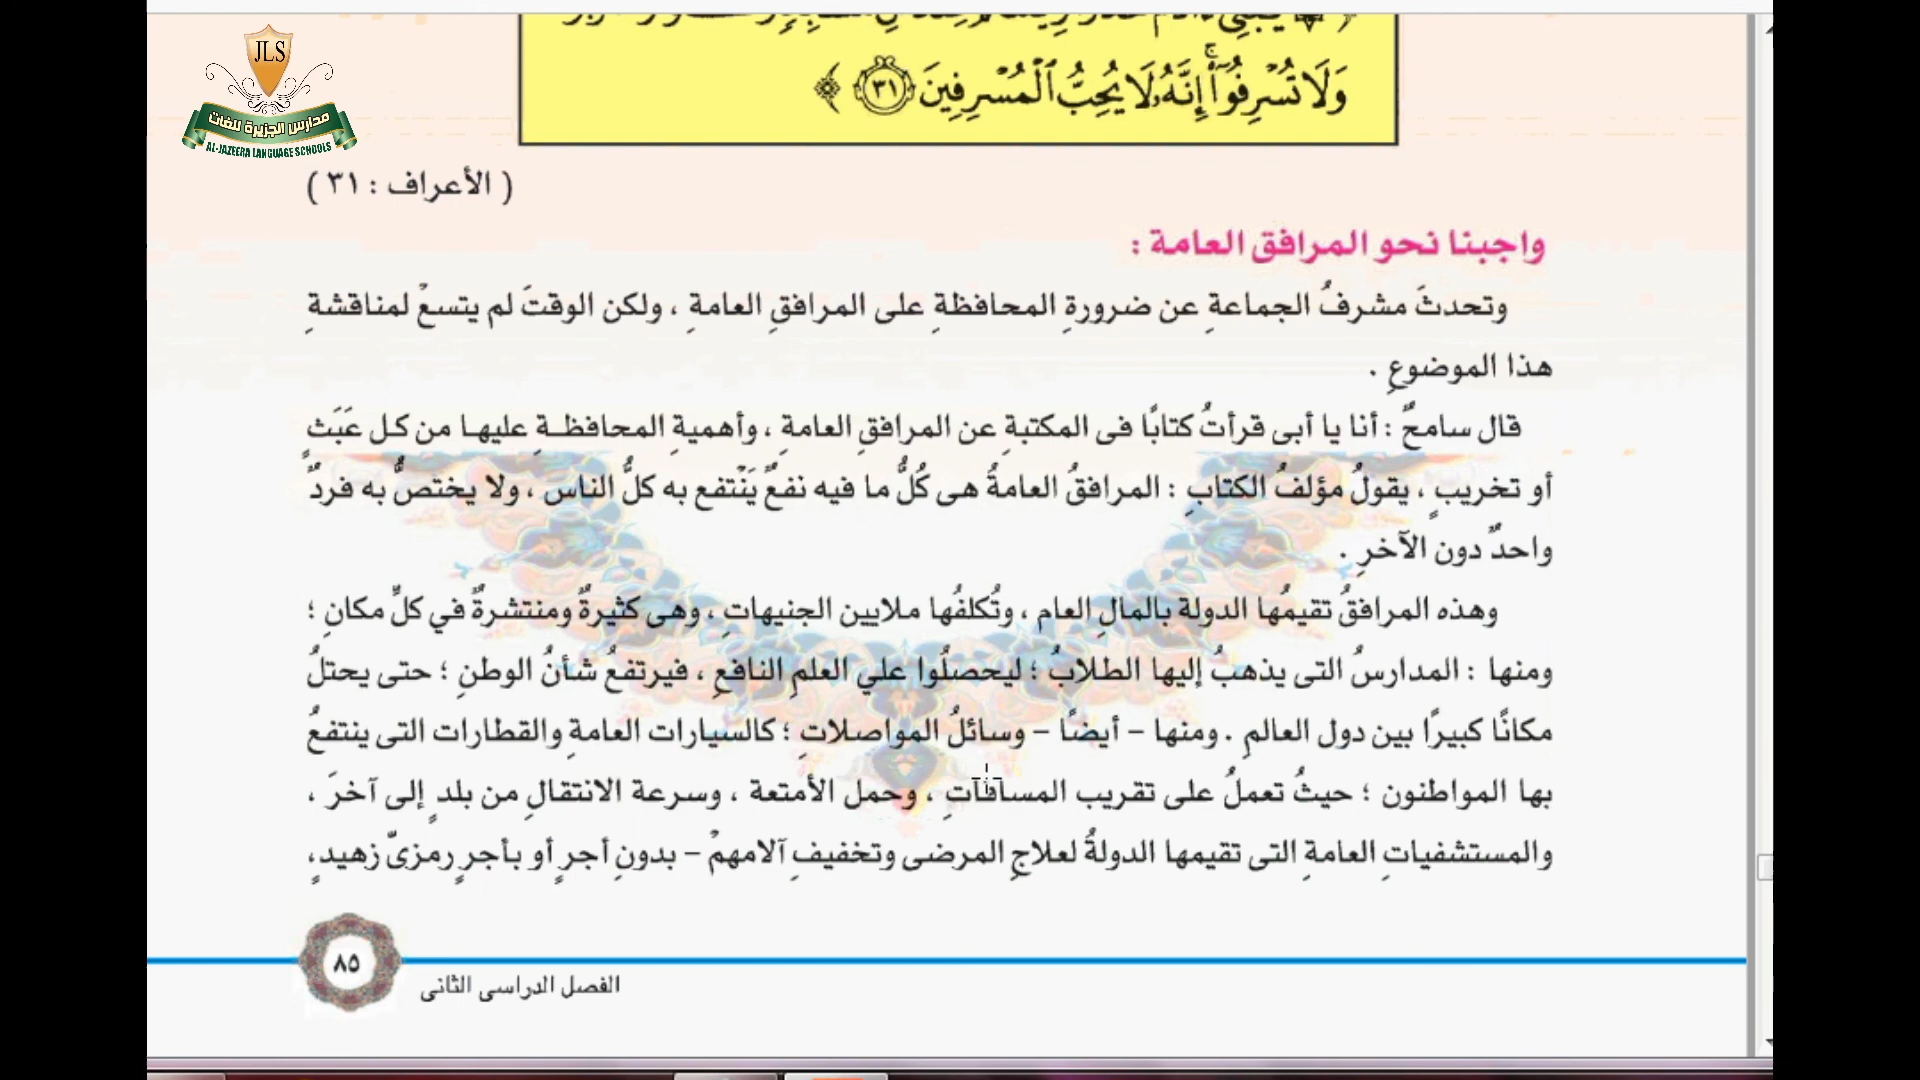 JLS
مدارس الجزيرة للغات
AL-JAZEERA LANGUAGE SCHOOLS
وَلَا تُسْرِفُوٓا۟ ۚ إِنَّهُۥ لَا يُحِبُّ ٱلْمُسْرِفِينَ ٣١ ﴾
( الأعراف : ٣١ )
واجبنا نحو المرافق العامة :
وتحدثَ مشرفُ الجماعةِ عن ضرورةِ المحافظةِ على المرافقِ العامةِ ، ولكن الوقتَ لم يتسعْ لمناقشةِ
هذا الموضوعِ .
قال سامحٌ : أنا يا أبى قرأتُ كتابًا فى المكتبةِ عن المرافقِ العامةِ ، وأهميةِ المحافظةِ عليها من كل عَبَثٍ
أو تخريبٍ ، يقولُ مؤلفُ الكتابِ : المرافقُ العامةُ هى كُلُّ ما فيه نفعٌ يَنْتفع به كلُّ الناس ، ولا يختصُّ به فردٌ
واحدٌ دون الآخرِ .
وهذه المرافقُ تقيمُها الدولة بالمالِ العام ، وتُكلفُها ملايين الجنيهاتِ ، وهى كثيرةٌ ومنتشرةٌ في كلِّ مكانِ ؛
ومنها : المدارسُ التى يذهبُ إليها الطلابُ ؛ ليحصلُوا علي العلمِ النافعِ ، فيرتفعُ شأنُ الوطنِ ؛ حتى يحتلُ
مكانًا كبيرًا بين دول العالمِ . ومنها – أيضًا – وسائلُ المواصلاتِ ؛ كالسيارات العامةِ والقطارات التى ينتفعُ
بها المواطنون ؛ حيثُ تعملُ على تقريب المسافاتِ ، وحمل الأمتعة ، وسرعة الانتقالِ من بلدٍ إلى آخرَ ،
والمستشفياتِ العامةِ التى تقيمها الدولةُ لعلاجِ المرضى وتخفيفِ آلامهمْ – بدونِ أجرٍ أو بأجرٍ رمزىٍّ زهيدٍ،
٨٥
الفصل الدراسى الثانى